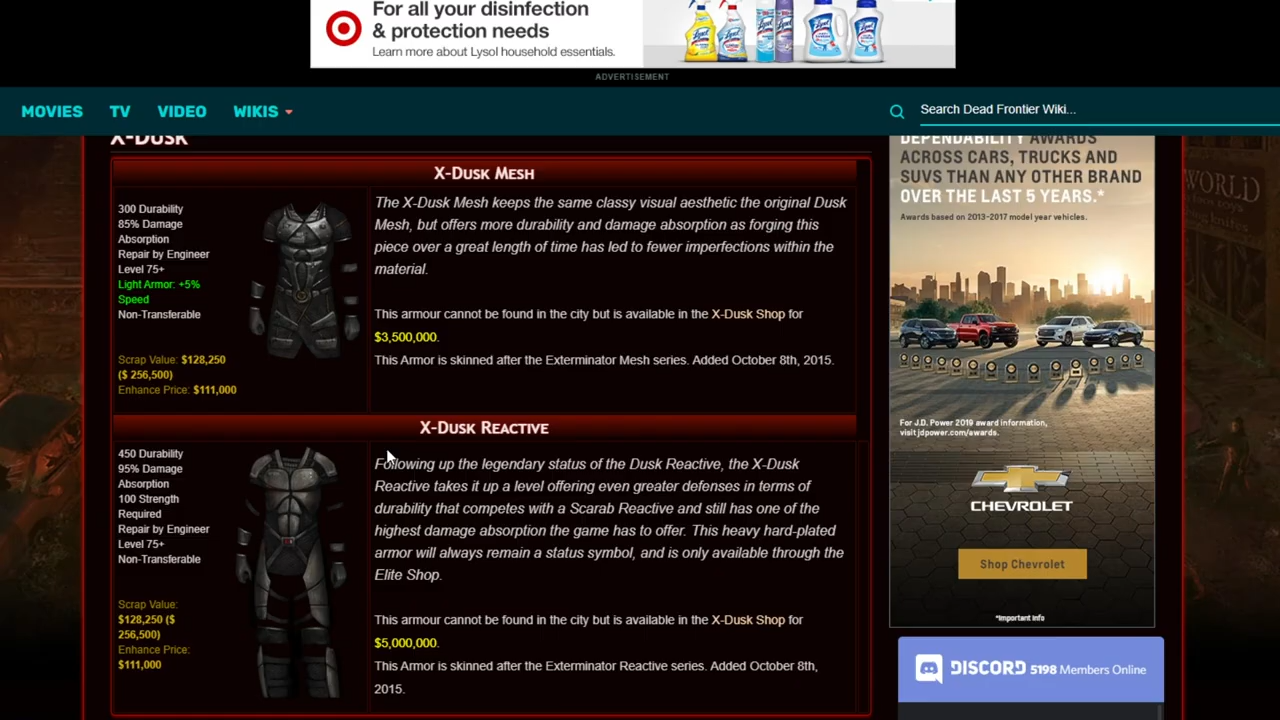 For all your disinfection
& protection needs
Learn more about Lysol household essentials.
ADVERTISEMENT
MOVIES TV VIDEO WIKIS
Search Dead Frontier Wiki...
X-DUSK
X-DUSK MESH
300 Durability
85% Damage
Absorption
Repair by Engineer
Level 75+
Light Armor: +5%
Speed
Non-Transferable
Scrap Value: $128,250
($ 256,500)
Enhance Price: $111,000
The X-Dusk Mesh keeps the same classy visual aesthetic the original Dusk
Mesh, but offers more durability and damage absorption as forging this
piece over a great length of time has led to fewer imperfections within the
material.
This armour cannot be found in the city but is available in the X-Dusk Shop for
$3,500,000.
This Armor is skinned after the Exterminator Mesh series. Added October 8th, 2015.
X-DUSK REACTIVE
450 Durability
95% Damage
Absorption
100 Strength
Required
Repair by Engineer
Level 75+
Non-Transferable
Scrap Value:
$128,250 ($
256,500)
Enhance Price:
$111,000
Following up the legendary status of the Dusk Reactive, the X-Dusk
Reactive takes it up a level offering even greater defenses in terms of
durability that competes with a Scarab Reactive and still has one of the
highest damage absorption the game has to offer. This heavy hard-plated
armor will always remain a status symbol, and is only available through the
Elite Shop.
This armour cannot be found in the city but is available in the X-Dusk Shop for
$5,000,000.
This Armor is skinned after the Exterminator Reactive series. Added October 8th,
2015.
DEPENDABILITY AWARDS
ACROSS CARS, TRUCKS AND
SUVS THAN ANY OTHER BRAND
OVER THE LAST 5 YEARS.*
Awards based on 2013-2017 model year vehicles.
For J.D. Power 2019 award information,
visit jdpower.com/awards.
CHEVROLET
Shop Chevrolet
*Important Info
DISCORD 5198 Members Online
WORLD